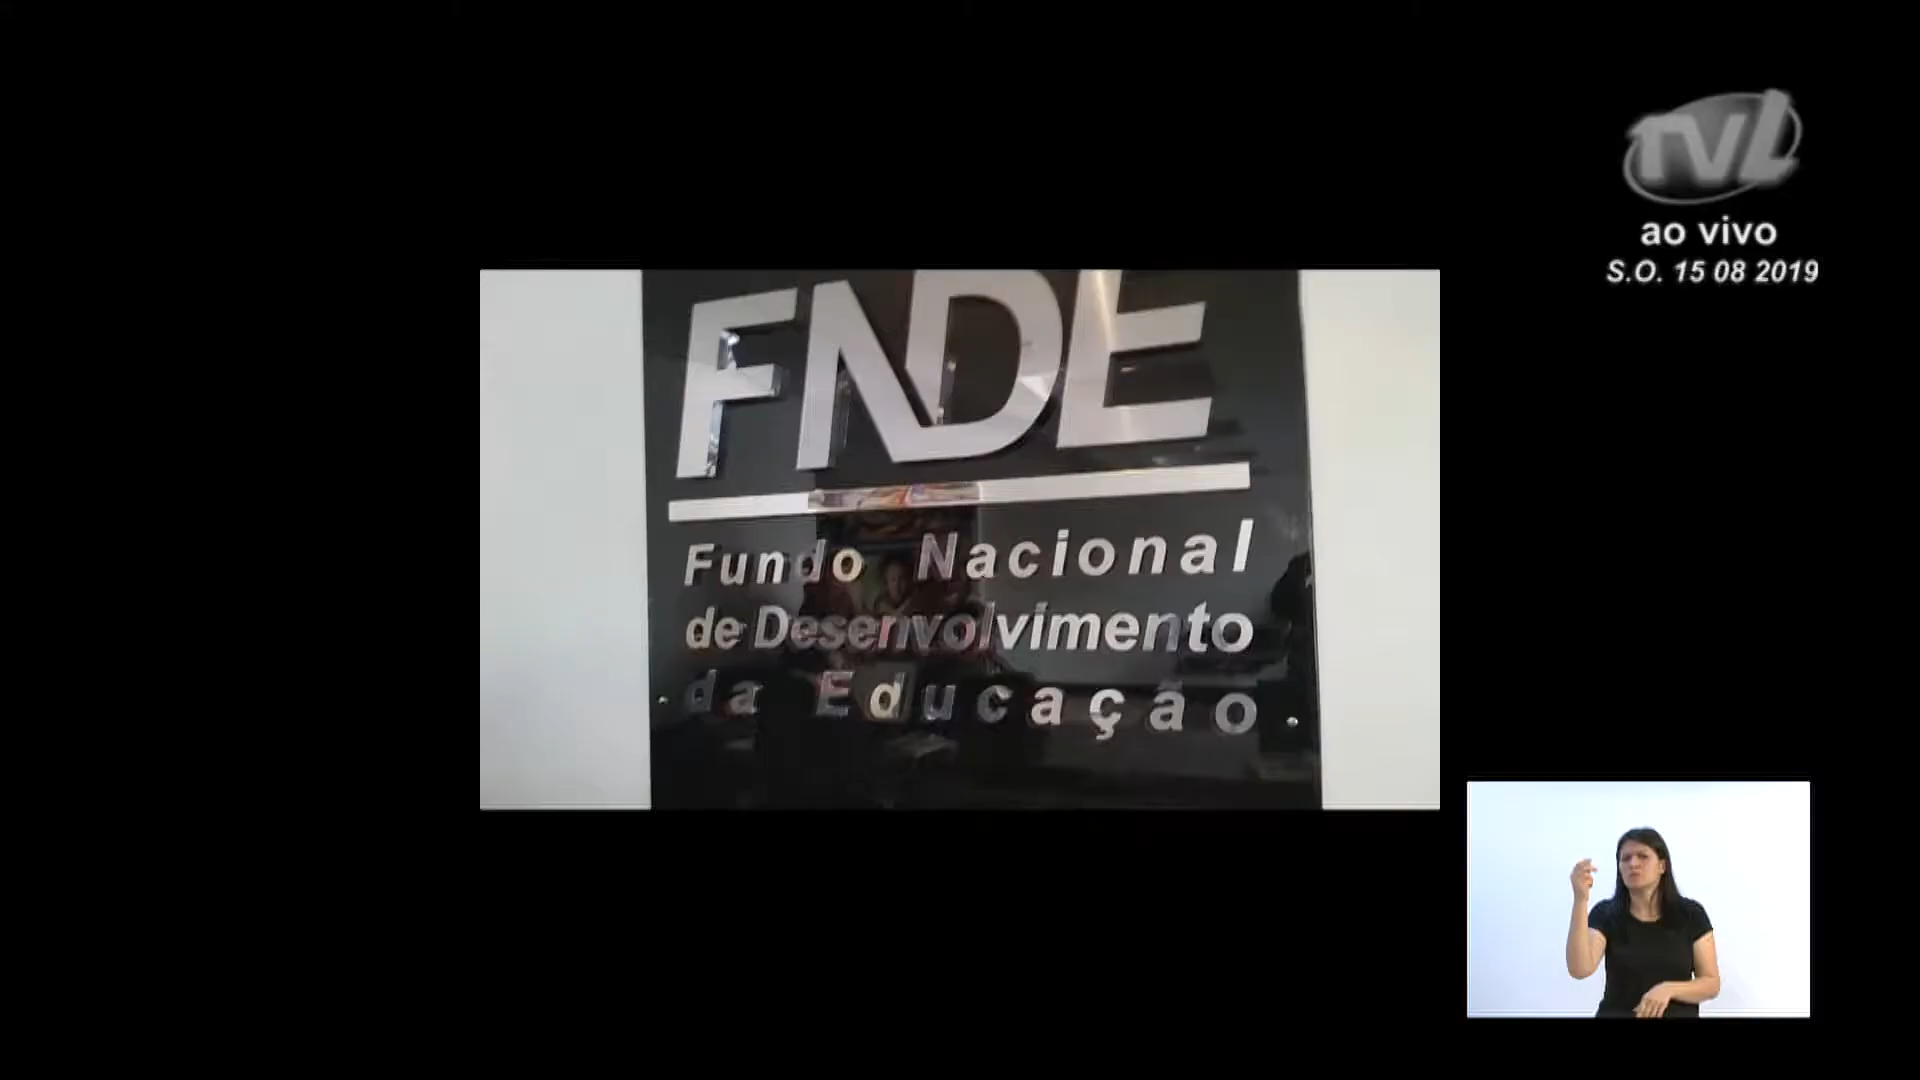 TVL
ao vivo
S.O. 15 08 2019
FNDE
Fundo Nacional
de Desenvolvimento
da Educação